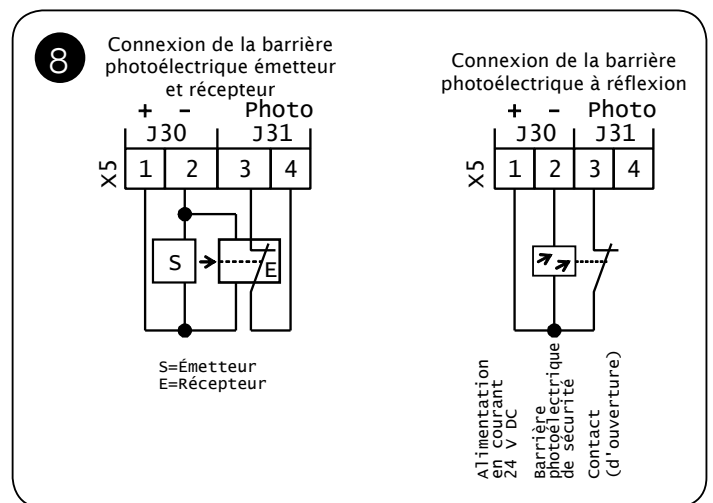 8
Connexion de la barrière
photoélectrique émetteur
et récepteur
+ – Photo
J30 J31
X5 1 2 3 4
S E
S=Émetteur
E=Récepteur
Connexion de la barrière
photoélectrique à réflexion
+ – Photo
J30 J31
X5 1 2 3 4
Alimentation
en courant
24 V DC
Barrière
photoélectrique
de sécurité
Contact
(d'ouverture)